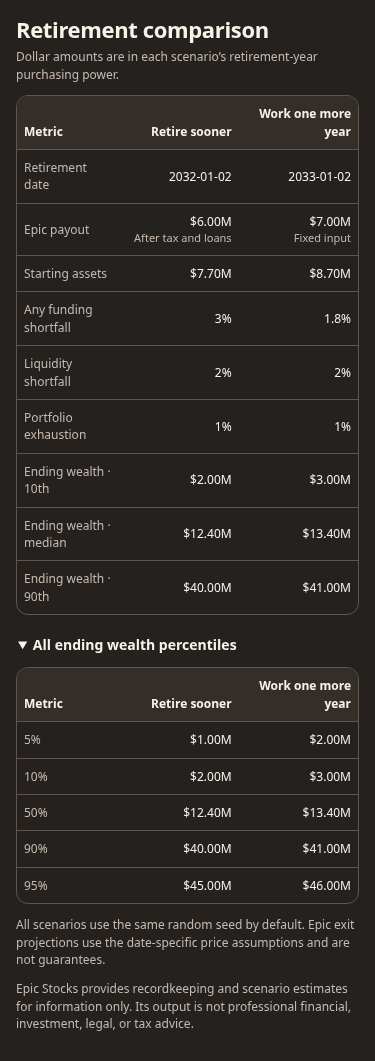 Retirement comparison
Dollar amounts are in each scenario’s retirement-year
purchasing power.
Metric Retire sooner Work one more
year
Retirement
date 2032-01-02 2033-01-02
Epic payout $6.00M $7.00M
After tax and loans Fixed input
Starting assets $7.70M $8.70M
Any funding
shortfall 3% 1.8%
Liquidity
shortfall 2% 2%
Portfolio
exhaustion 1% 1%
Ending wealth ·
10th $2.00M $3.00M
Ending wealth ·
median $12.40M $13.40M
Ending wealth ·
90th $40.00M $41.00M
▼ All ending wealth percentiles
Metric Retire sooner Work one more
year
5% $1.00M $2.00M
10% $2.00M $3.00M
50% $12.40M $13.40M
90% $40.00M $41.00M
95% $45.00M $46.00M
All scenarios use the same random seed by default. Epic exit
projections use the date-specific price assumptions and are
not guarantees.
Epic Stocks provides recordkeeping and scenario estimates
for information only. Its output is not professional financial,
investment, legal, or tax advice.